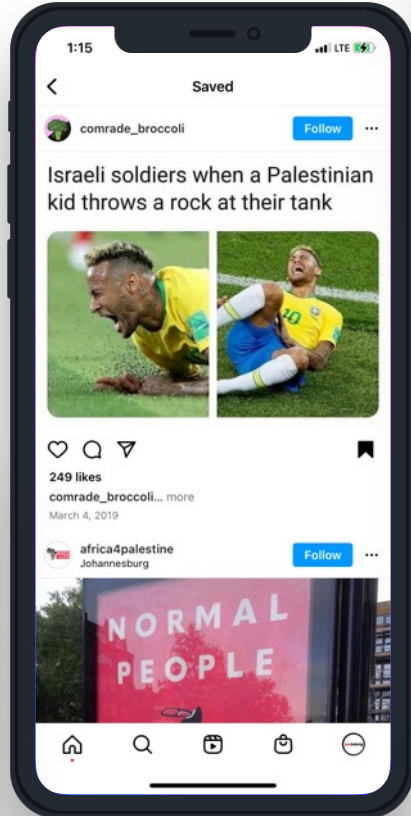 1:15
LTE
Saved
comrade_broccoli
Follow
Israeli soldiers when a Palestinian
kid throws a rock at their tank
10
249 likes
comrade_broccoli... more
March 4, 2019
africa4palestine
Johannesburg
Follow
NORMAL
PEOPLE